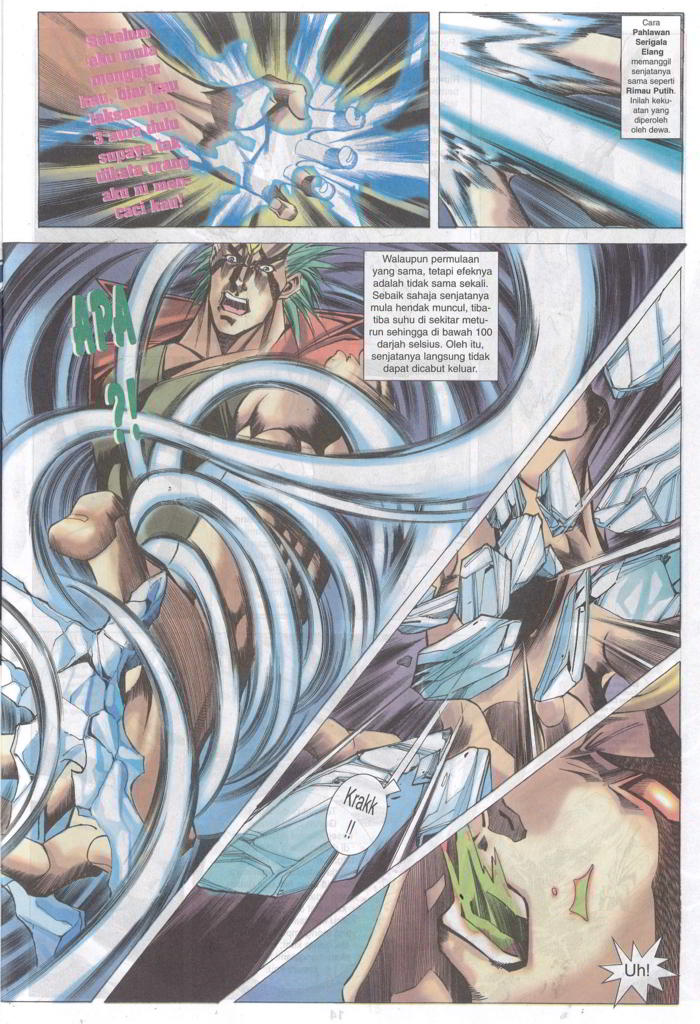 Sebelum
aku mula
mengajar
kau, biar kau
laksanakan
3 aura dulu
supaya tak
dikata orang
aku ni men-
caci kau!
Cara
Pahlawan
Serigala
Elang
memanggil
senjatanya
sama seperti
Rimau Putih.
Inilah keku-
atan yang
diperoleh
oleh dewa.
Walaupun permulaan
yang sama, tetapi efeknya
adalah tidak sama sekali.
Sebaik sahaja senjatanya
mula hendak muncul, tiba-
tiba suhu di sekitar metu-
run sehingga di bawah 100
darjah selsius. Oleh itu,
senjatanya langsung tidak
dapat dicabut keluar.
APA
?!
Krakk
!!
Uh!
14